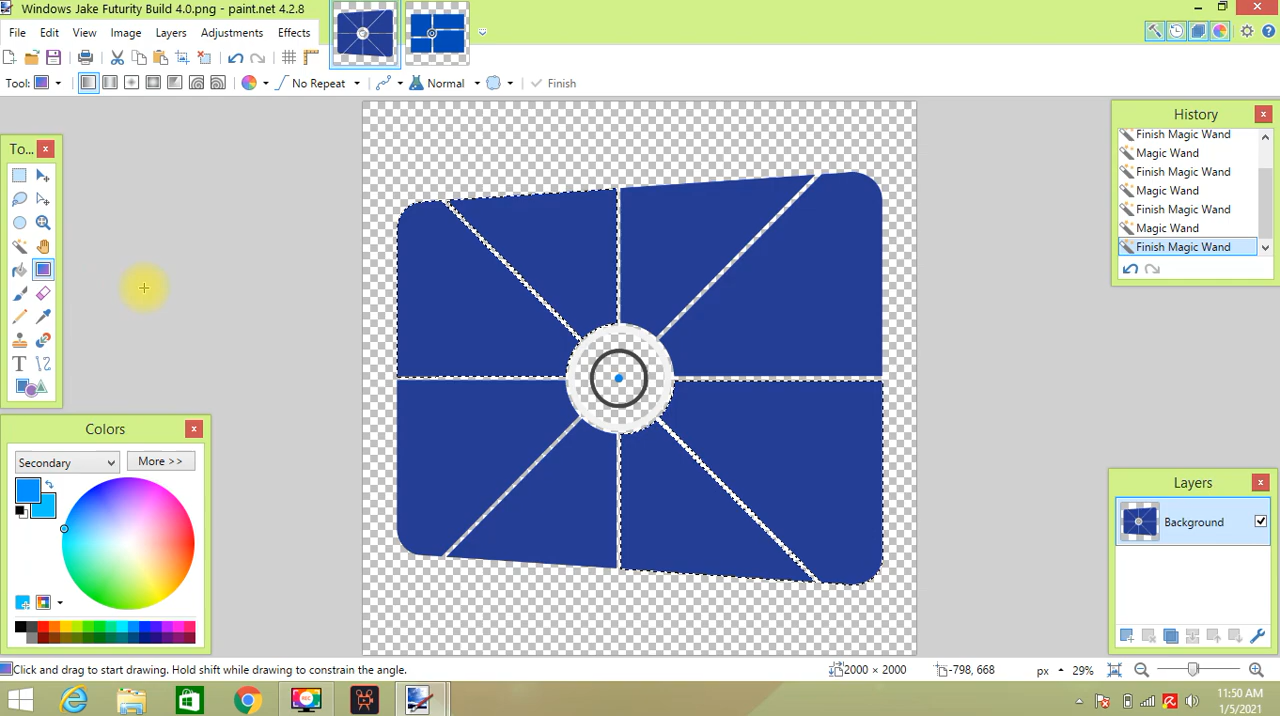 Windows Jake Futurity Build 4.0.png - paint.net 4.2.8
File Edit View Image Layers Adjustments Effects
Tool: No Repeat Normal Finish
To...
History
Finish Magic Wand
Magic Wand
Finish Magic Wand
Magic Wand
Finish Magic Wand
Magic Wand
Finish Magic Wand
Colors
Secondary More >>
Layers
Background
Click and drag to start drawing. Hold shift while drawing to constrain the angle. 2000 × 2000 -798, 668 px 29%
REC
11:50 AM
1/5/2021